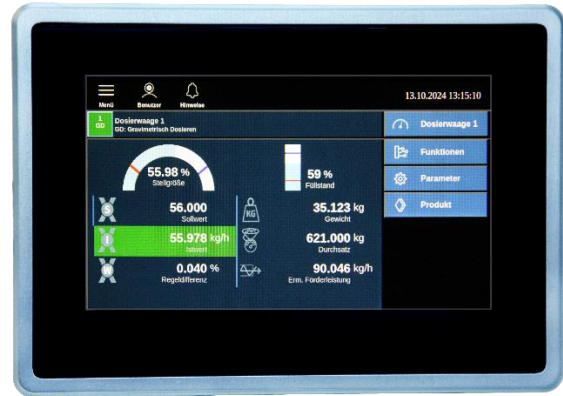 Menü
Benutzer
Hinweise
13.10.2024 13:15:10
1
GD
Dosierwaage 1
GD: Gravimetrisch Dosieren
Dosierwaage 1
Funktionen
Parameter
Produkt
55.98 %
Stellgröße
59 %
Füllstand
S
56.000
Sollwert
KG
35.123 kg
Gewicht
I
55.978 kg/h
Istwert
621.000 kg
Durchsatz
W
0.040 %
Regeldifferenz
90.046 kg/h
Erm. Förderleistung